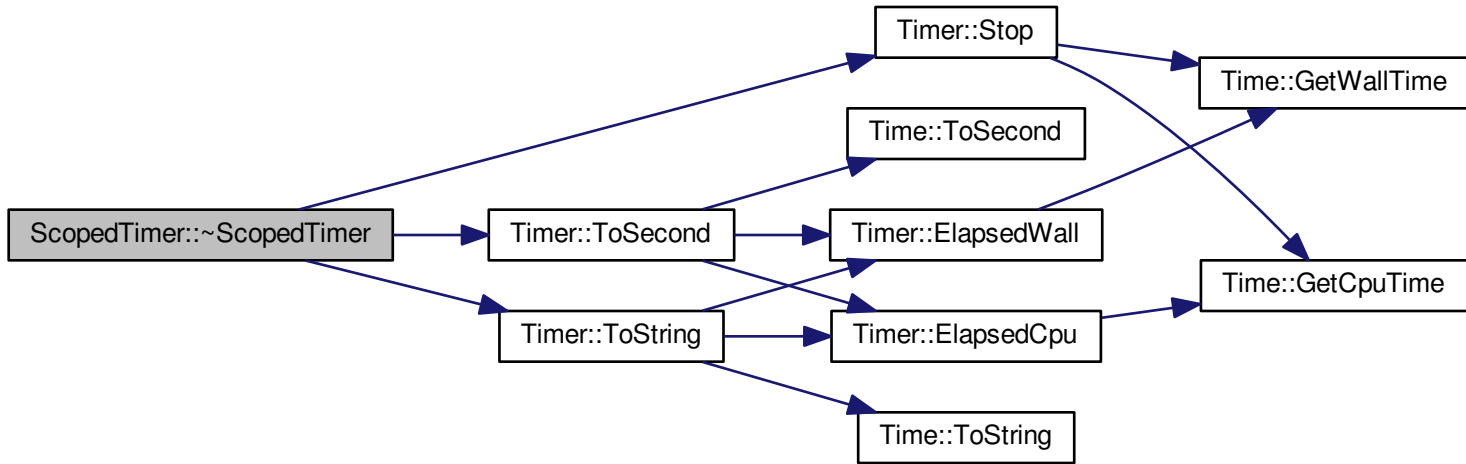 Timer::Stop
Time::GetWallTime
Time::ToSecond
ScopedTimer::~ScopedTimer
Timer::ToSecond
Timer::ElapsedWall
Time::GetCpuTime
Timer::ToString
Timer::ElapsedCpu
Time::ToString